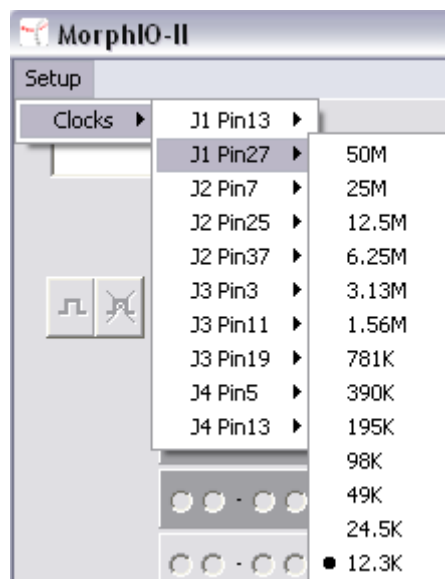 MorphIO-II
Setup
Clocks
J1 Pin13
J1 Pin27
J2 Pin7
J2 Pin25
J2 Pin37
J3 Pin3
J3 Pin11
J3 Pin19
J4 Pin5
J4 Pin13
50M
25M
12.5M
6.25M
3.13M
1.56M
781K
390K
195K
98K
49K
24.5K
12.3K